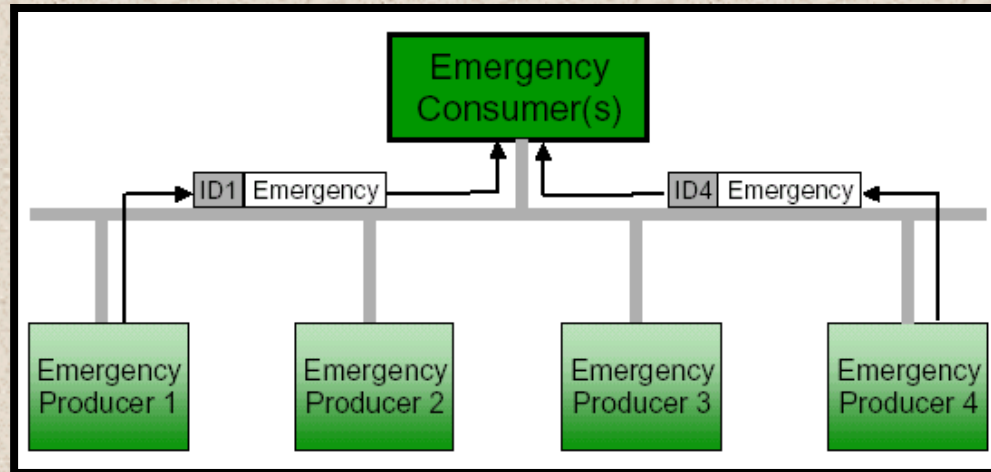 Emergency
Consumer(s)
ID1 Emergency
ID4 Emergency
Emergency
Producer 1
Emergency
Producer 2
Emergency
Producer 3
Emergency
Producer 4